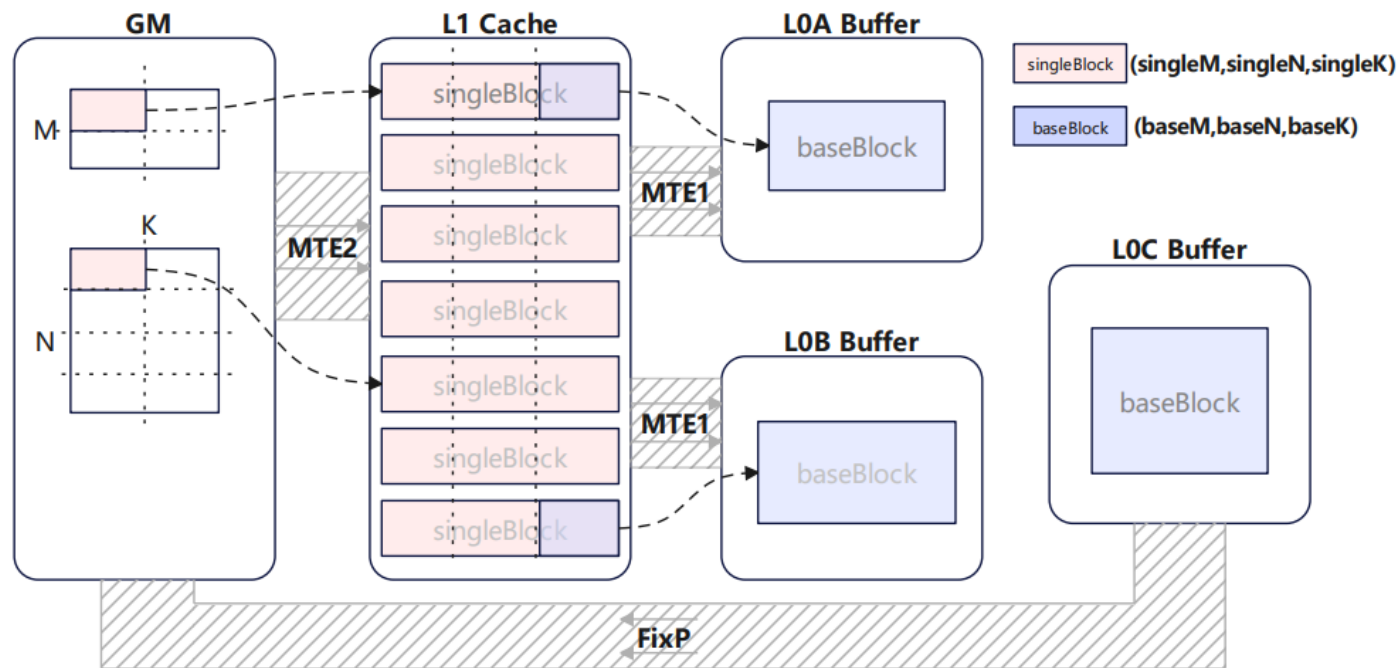 GM
L1 Cache
L0A Buffer
singleBlock (singleM,singleN,singleK)
baseBlock (baseM,baseN,baseK)
M
K
N
MTE2
singleBlock
singleBlock
singleBlock
singleBlock
singleBlock
singleBlock
singleBlock
MTE1
baseBlock
L0B Buffer
MTE1
baseBlock
L0C Buffer
baseBlock
FixP